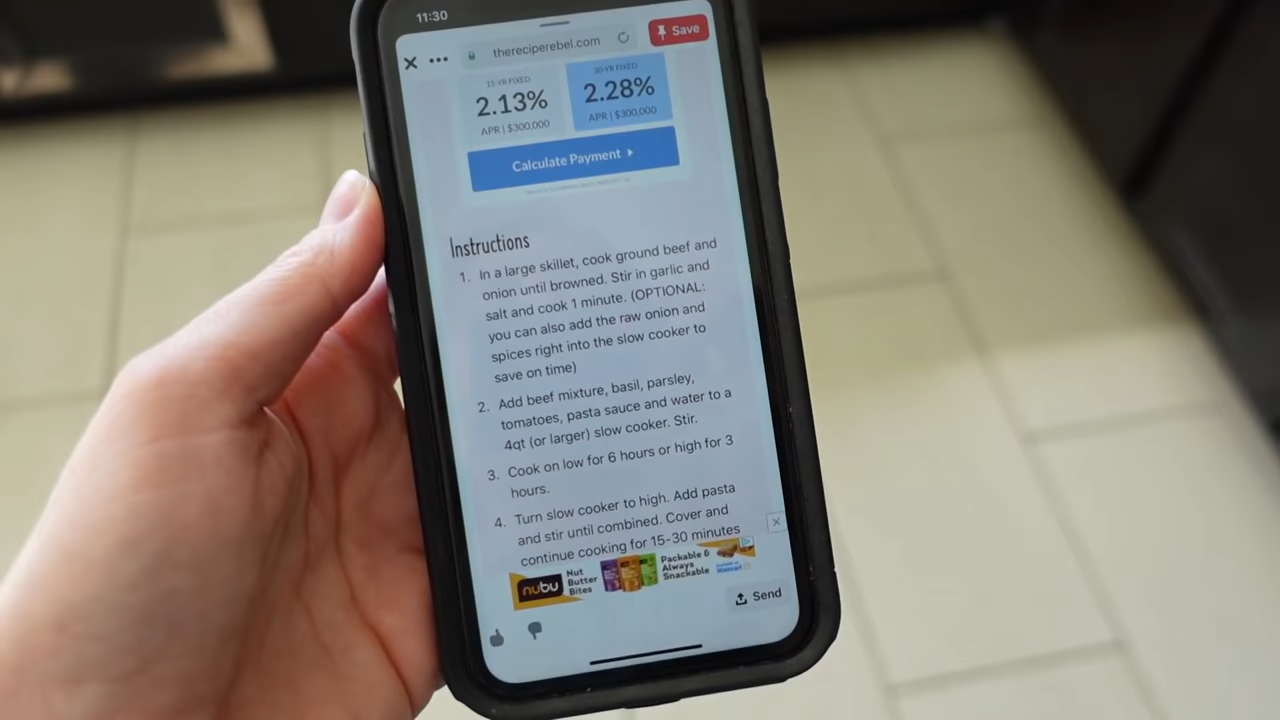 11:30
thereciperebel.com
Save
15-YR FIXED
30-YR FIXED
2.13%
2.28%
APR | $300,000
APR | $300,000
Calculate Payment
Instructions
1. In a large skillet, cook ground beef and
onion until browned. Stir in garlic and
salt and cook 1 minute. (OPTIONAL:
you can also add the raw onion and
spices right into the slow cooker to
save on time)
2. Add beef mixture, basil, parsley,
tomatoes, pasta sauce and water to a
4qt (or larger) slow cooker. Stir.
3. Cook on low for 6 hours or high for 3
hours.
4. Turn slow cooker to high. Add pasta
and stir until combined. Cover and
continue cooking for 15-30 minutes
nubu
Nut
Butter
Bites
Packable &
Always
Snackable
Walmart
Send